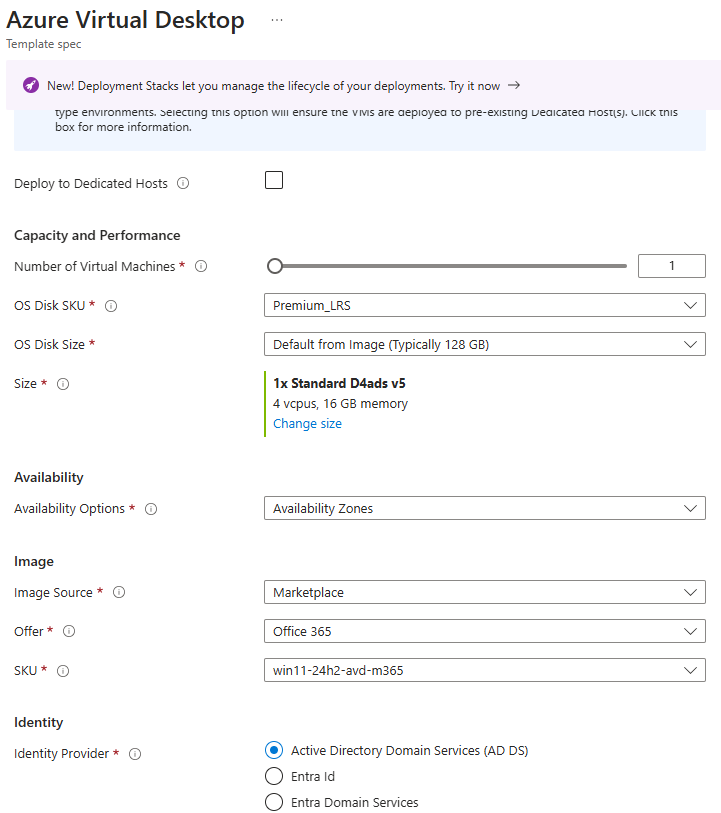 Azure Virtual Desktop ...
Template spec
New! Deployment Stacks let you manage the lifecycle of your deployments. Try it now →
type environments. Selecting this option will ensure the VMs are deployed to pre-existing Dedicated Host(s). Click this
box for more information.
Deploy to Dedicated Hosts
Capacity and Performance
Number of Virtual Machines *
1
OS Disk SKU *
Premium_LRS
OS Disk Size *
Default from Image (Typically 128 GB)
Size *
1x Standard D4ads v5
4 vcpus, 16 GB memory
Change size
Availability
Availability Options *
Availability Zones
Image
Image Source *
Marketplace
Offer *
Office 365
SKU *
win11-24h2-avd-m365
Identity
Identity Provider *
Active Directory Domain Services (AD DS)
Entra Id
Entra Domain Services